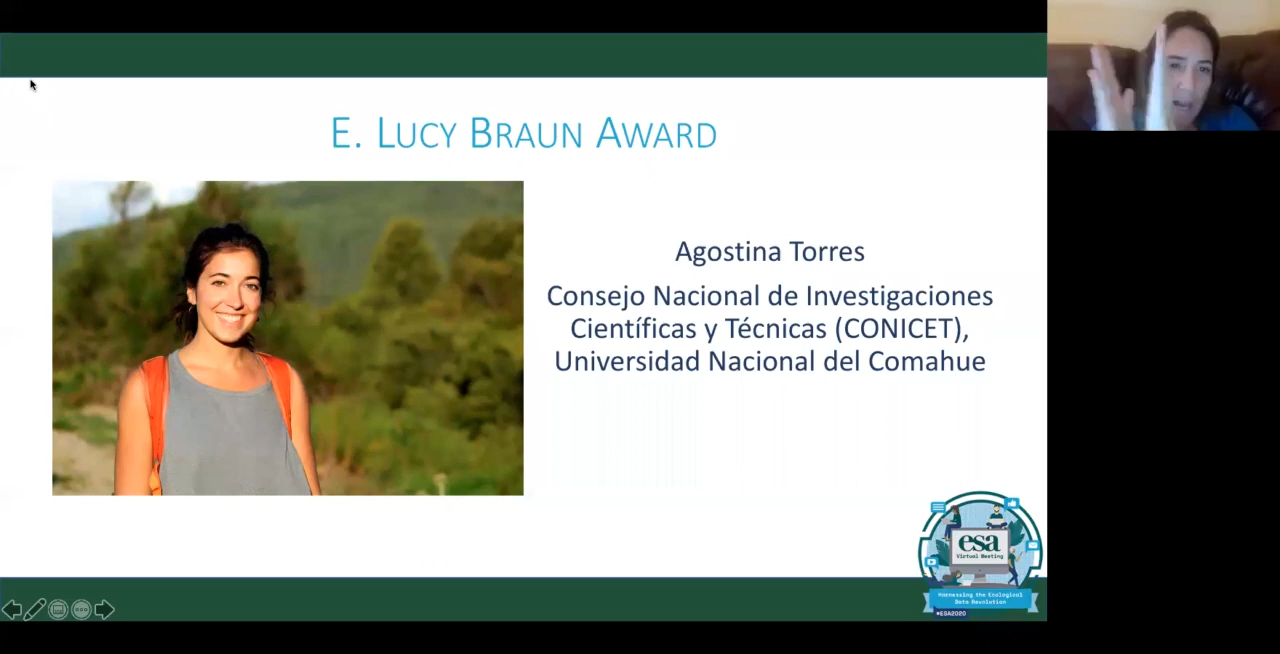 E. LUCY BRAUN AWARD
Agostina Torres
Consejo Nacional de Investigaciones
Científicas y Técnicas (CONICET),
Universidad Nacional del Comahue
esa
Virtual Meeting
Harnessing the Ecological
Data Revolution
#ESA2020